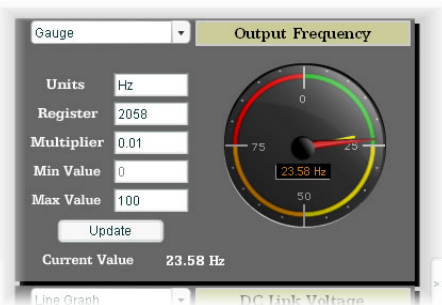 Gauge
Output Frequency
Units Hz
Register 2058
Multiplier 0.01
Min Value 0
Max Value 100
Update
Current Value 23.58 Hz
0
75 25
23.58 Hz
50
Line Graph
DC Link Voltage